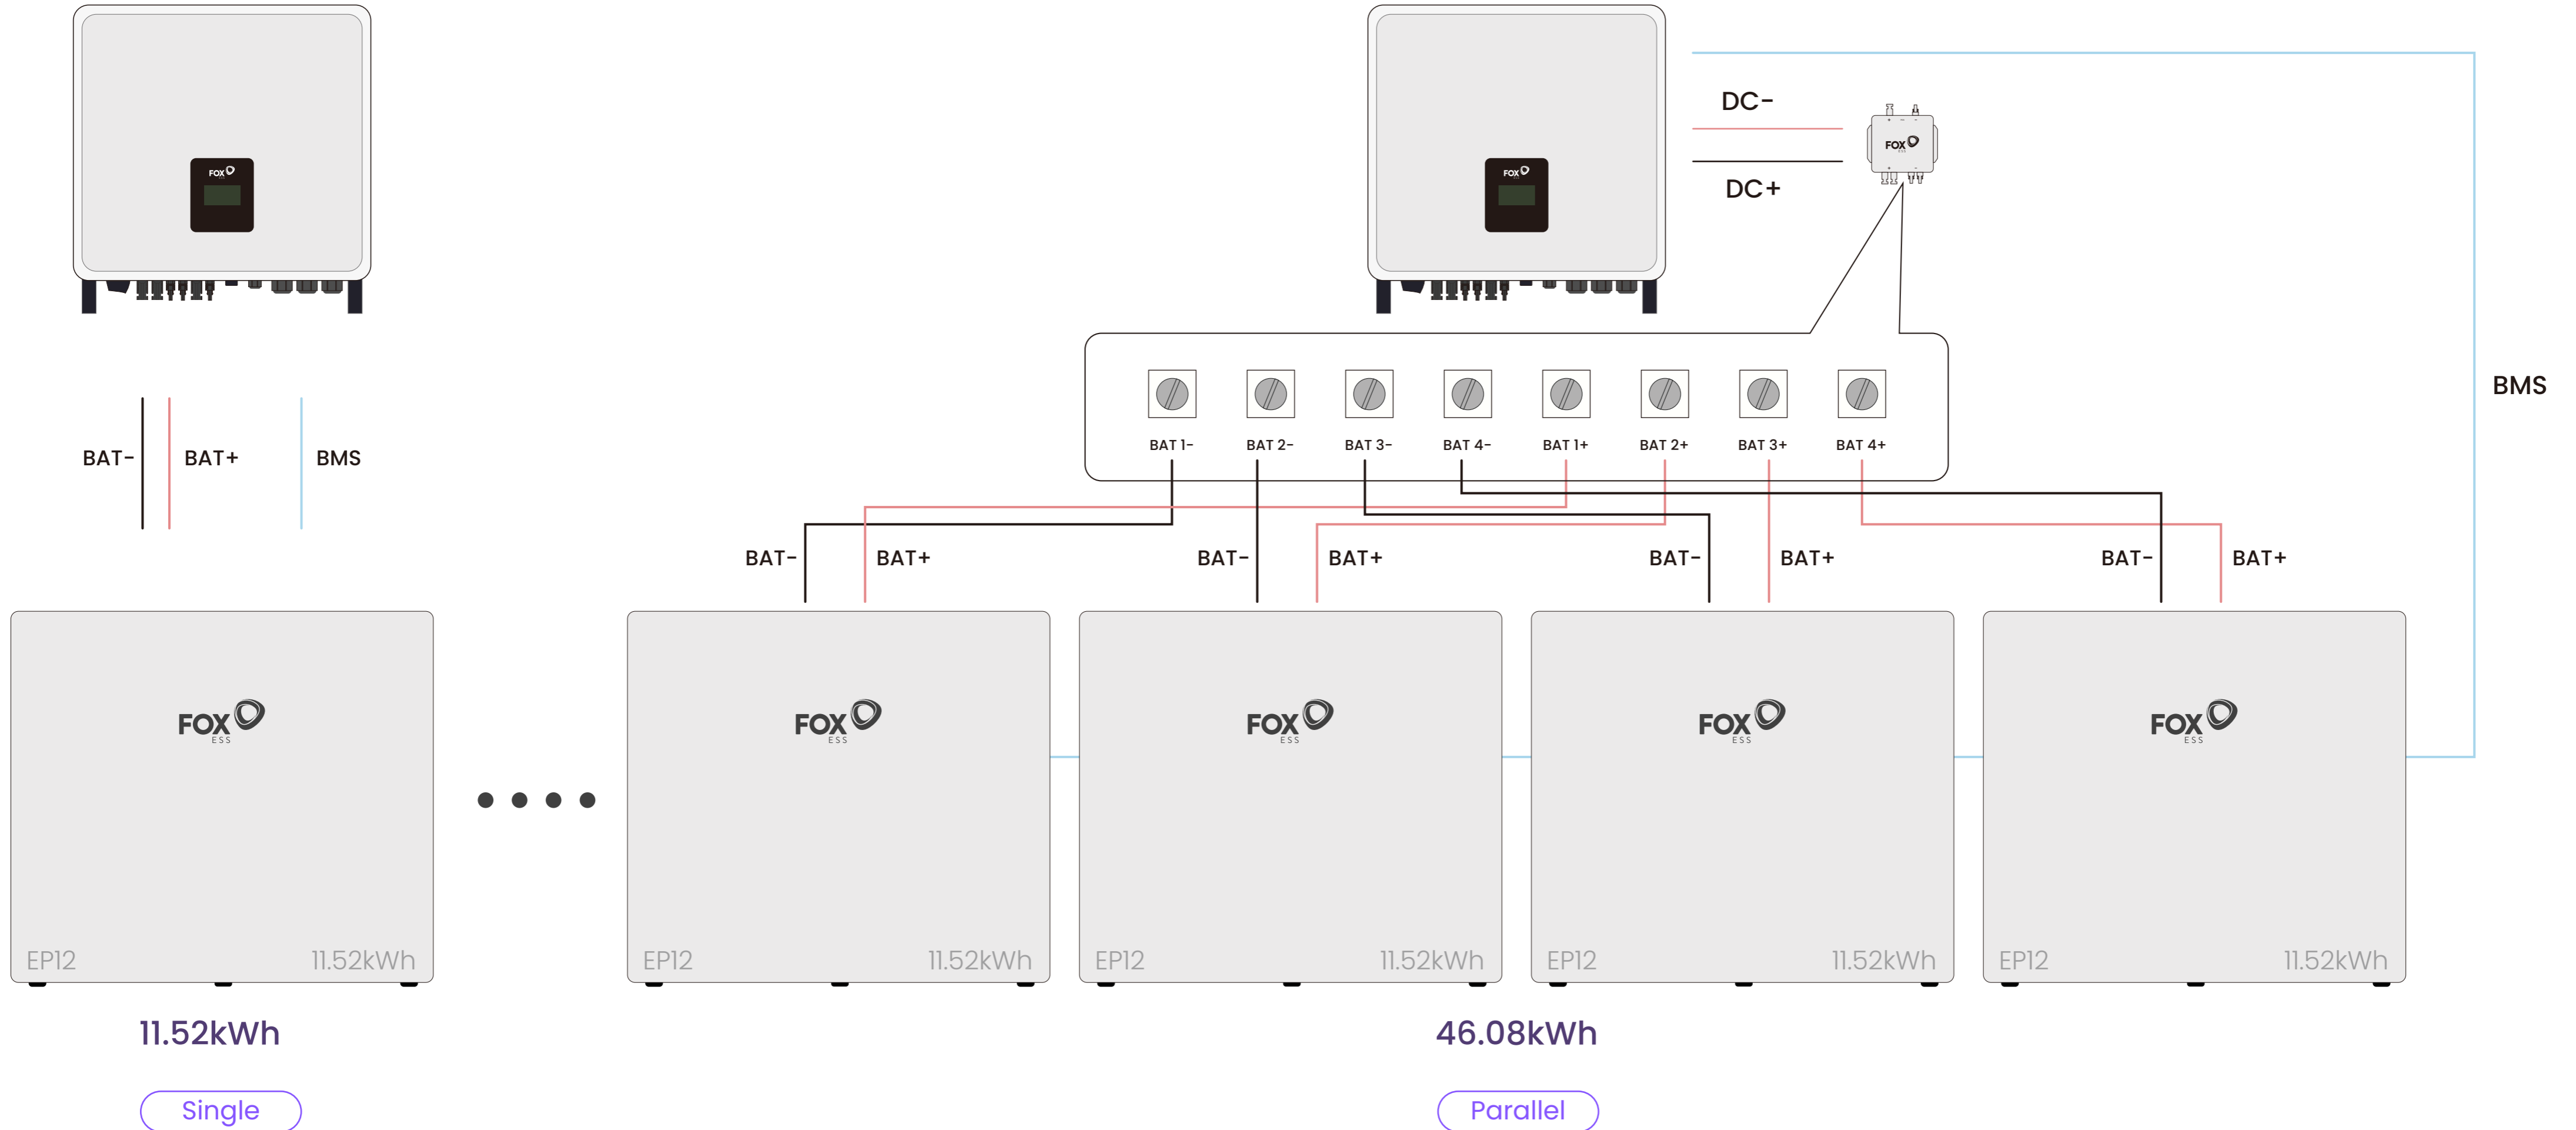 FOX
FOX
DC-
FOX
ESS
DC+
BMS
BAT 1-
BAT 2-
BAT 3-
BAT 4-
BAT 1+
BAT 2+
BAT 3+
BAT 4+
BAT-
BAT+
BMS
BAT-
BAT+
BAT-
BAT+
BAT-
BAT+
BAT-
BAT+
FOX
ESS
FOX
ESS
FOX
ESS
FOX
ESS
FOX
ESS
EP12
11.52kWh
EP12
11.52kWh
EP12
11.52kWh
EP12
11.52kWh
EP12
11.52kWh
11.52kWh
46.08kWh
Single
Parallel